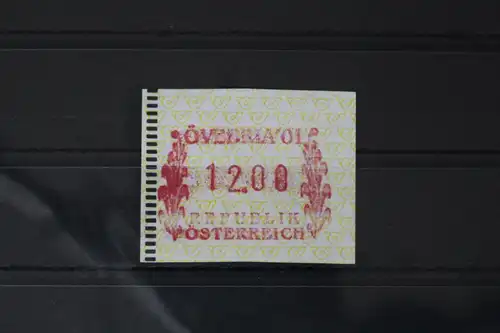 ÖVEBRIA'01
12.00
REPUBLIK
ÖSTERREICH